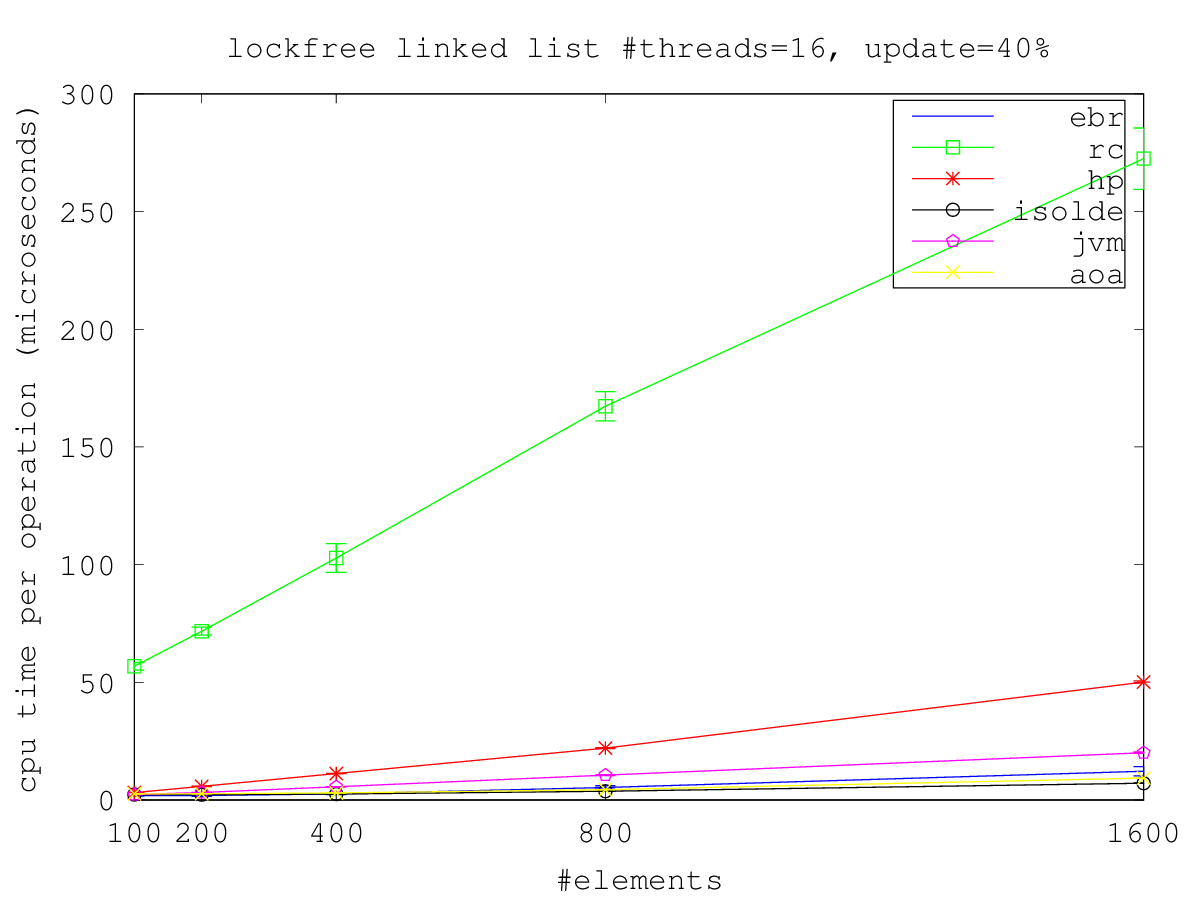 lockfree linked list #threads=16, update=40%
cpu time per operation (microseconds)
300
250
200
150
100
50
0
ebr
rc
hp
isolde
jvm
aoa
100 200 400 800 1600
#elements